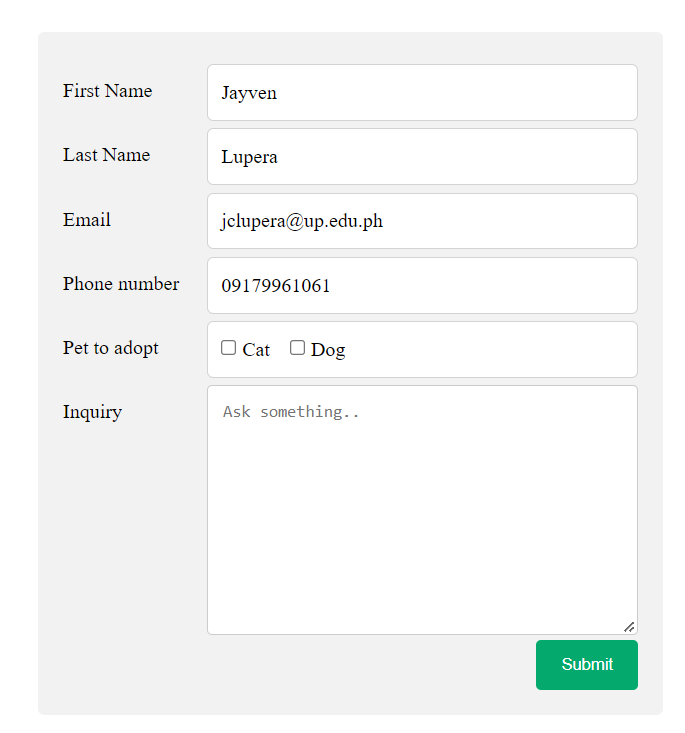 First Name Jayven
Last Name Lupera
Email jclupera@up.edu.ph
Phone number 09179961061
Pet to adopt Cat Dog
Inquiry Ask something..
Submit